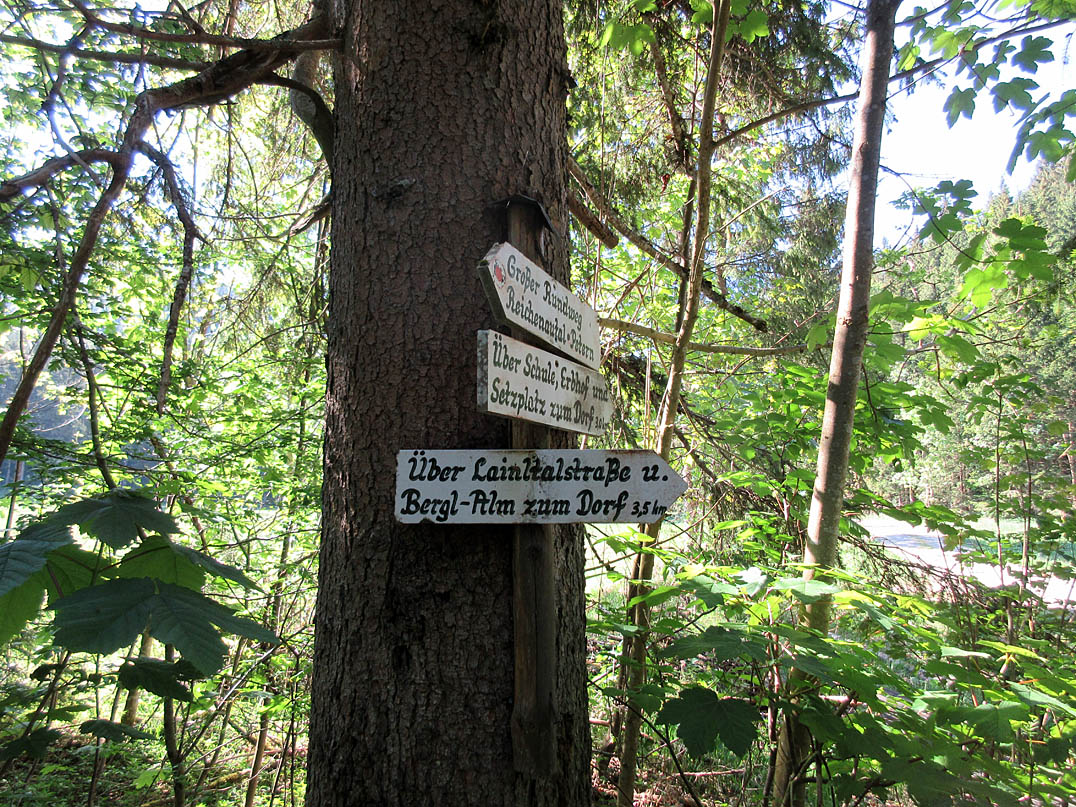 Großer Rundweg
Reichenautal-Petern
Über Schule, Erbhof und
Setzplatz zum Dorf
Über Lainltalstraße u.
Bergl-Alm zum Dorf 3,5 km